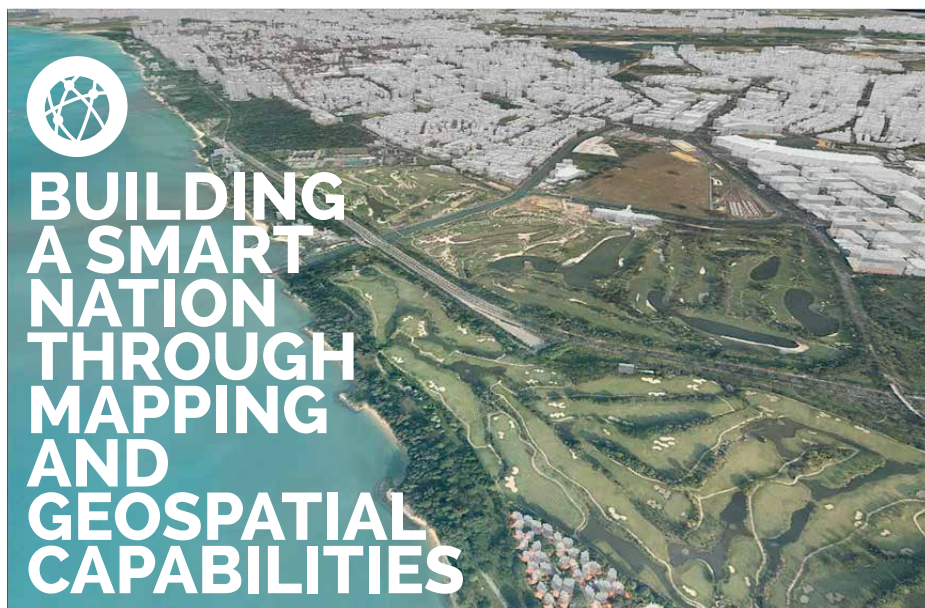 BUILDING
A SMART
NATION
THROUGH
MAPPING
AND
GEOSPATIAL
CAPABILITIES